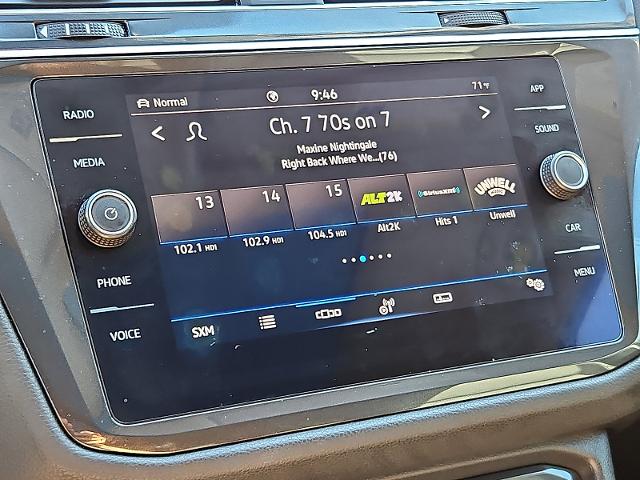 RADIO
MEDIA
PHONE
VOICE
Normal
9:46
71°F
Ch. 7 70s on 7
Maxine Nightingale
Right Back Where We...(76)
13
14
15
ALT2K
SiriusXM
UNWELL
MUSIC
102.1 HD1
102.9 HD1
104.5 HD1
Alt2K
Hits 1
Unwell
SXM
APP
SOUND
CAR
MENU